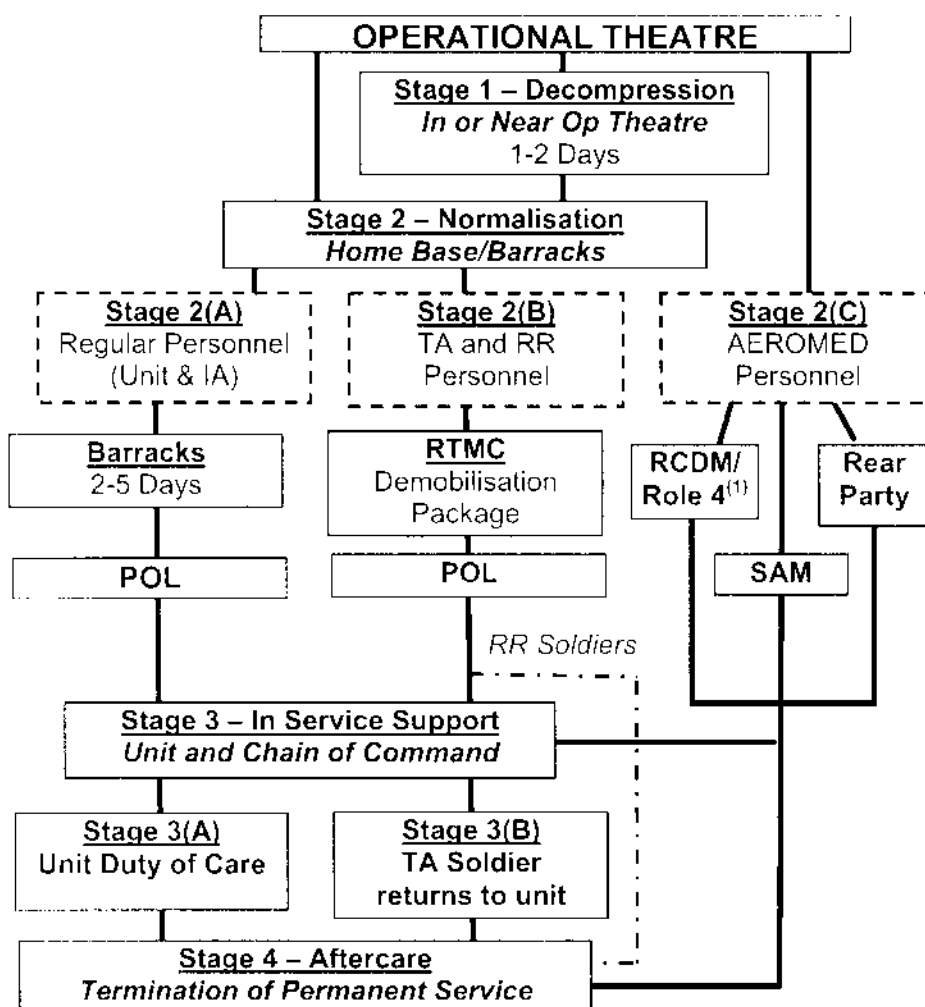 OPERATIONAL THEATRE
Stage 1 – Decompression
In or Near Op Theatre
1-2 Days
Stage 2 – Normalisation
Home Base/Barracks
Stage 2(A)
Regular Personnel
(Unit & IA)
Stage 2(B)
TA and RR
Personnel
Stage 2(C)
AEROMED
Personnel
Barracks
2-5 Days
RTMC
Demobilisation
Package
RCDM/
Role 4(1)
Rear
Party
POL
POL
SAM
RR Soldiers
Stage 3 – In Service Support
Unit and Chain of Command
Stage 3(A)
Unit Duty of Care
Stage 3(B)
TA Soldier
returns to unit
Stage 4 – Aftercare
Termination of Permanent Service